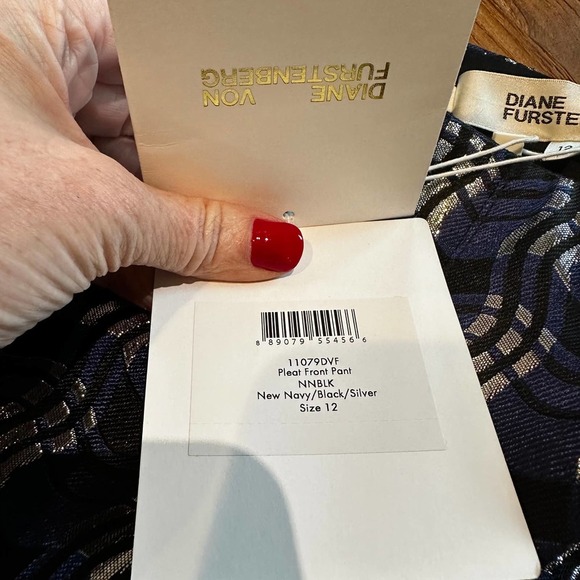 DIANE
VON
FURSTENBERG
DIANE
FURSTE
12
8 89079 55456 6
11079DVF
Pleat Front Pant
NNBLK
New Navy/Black/Silver
Size 12